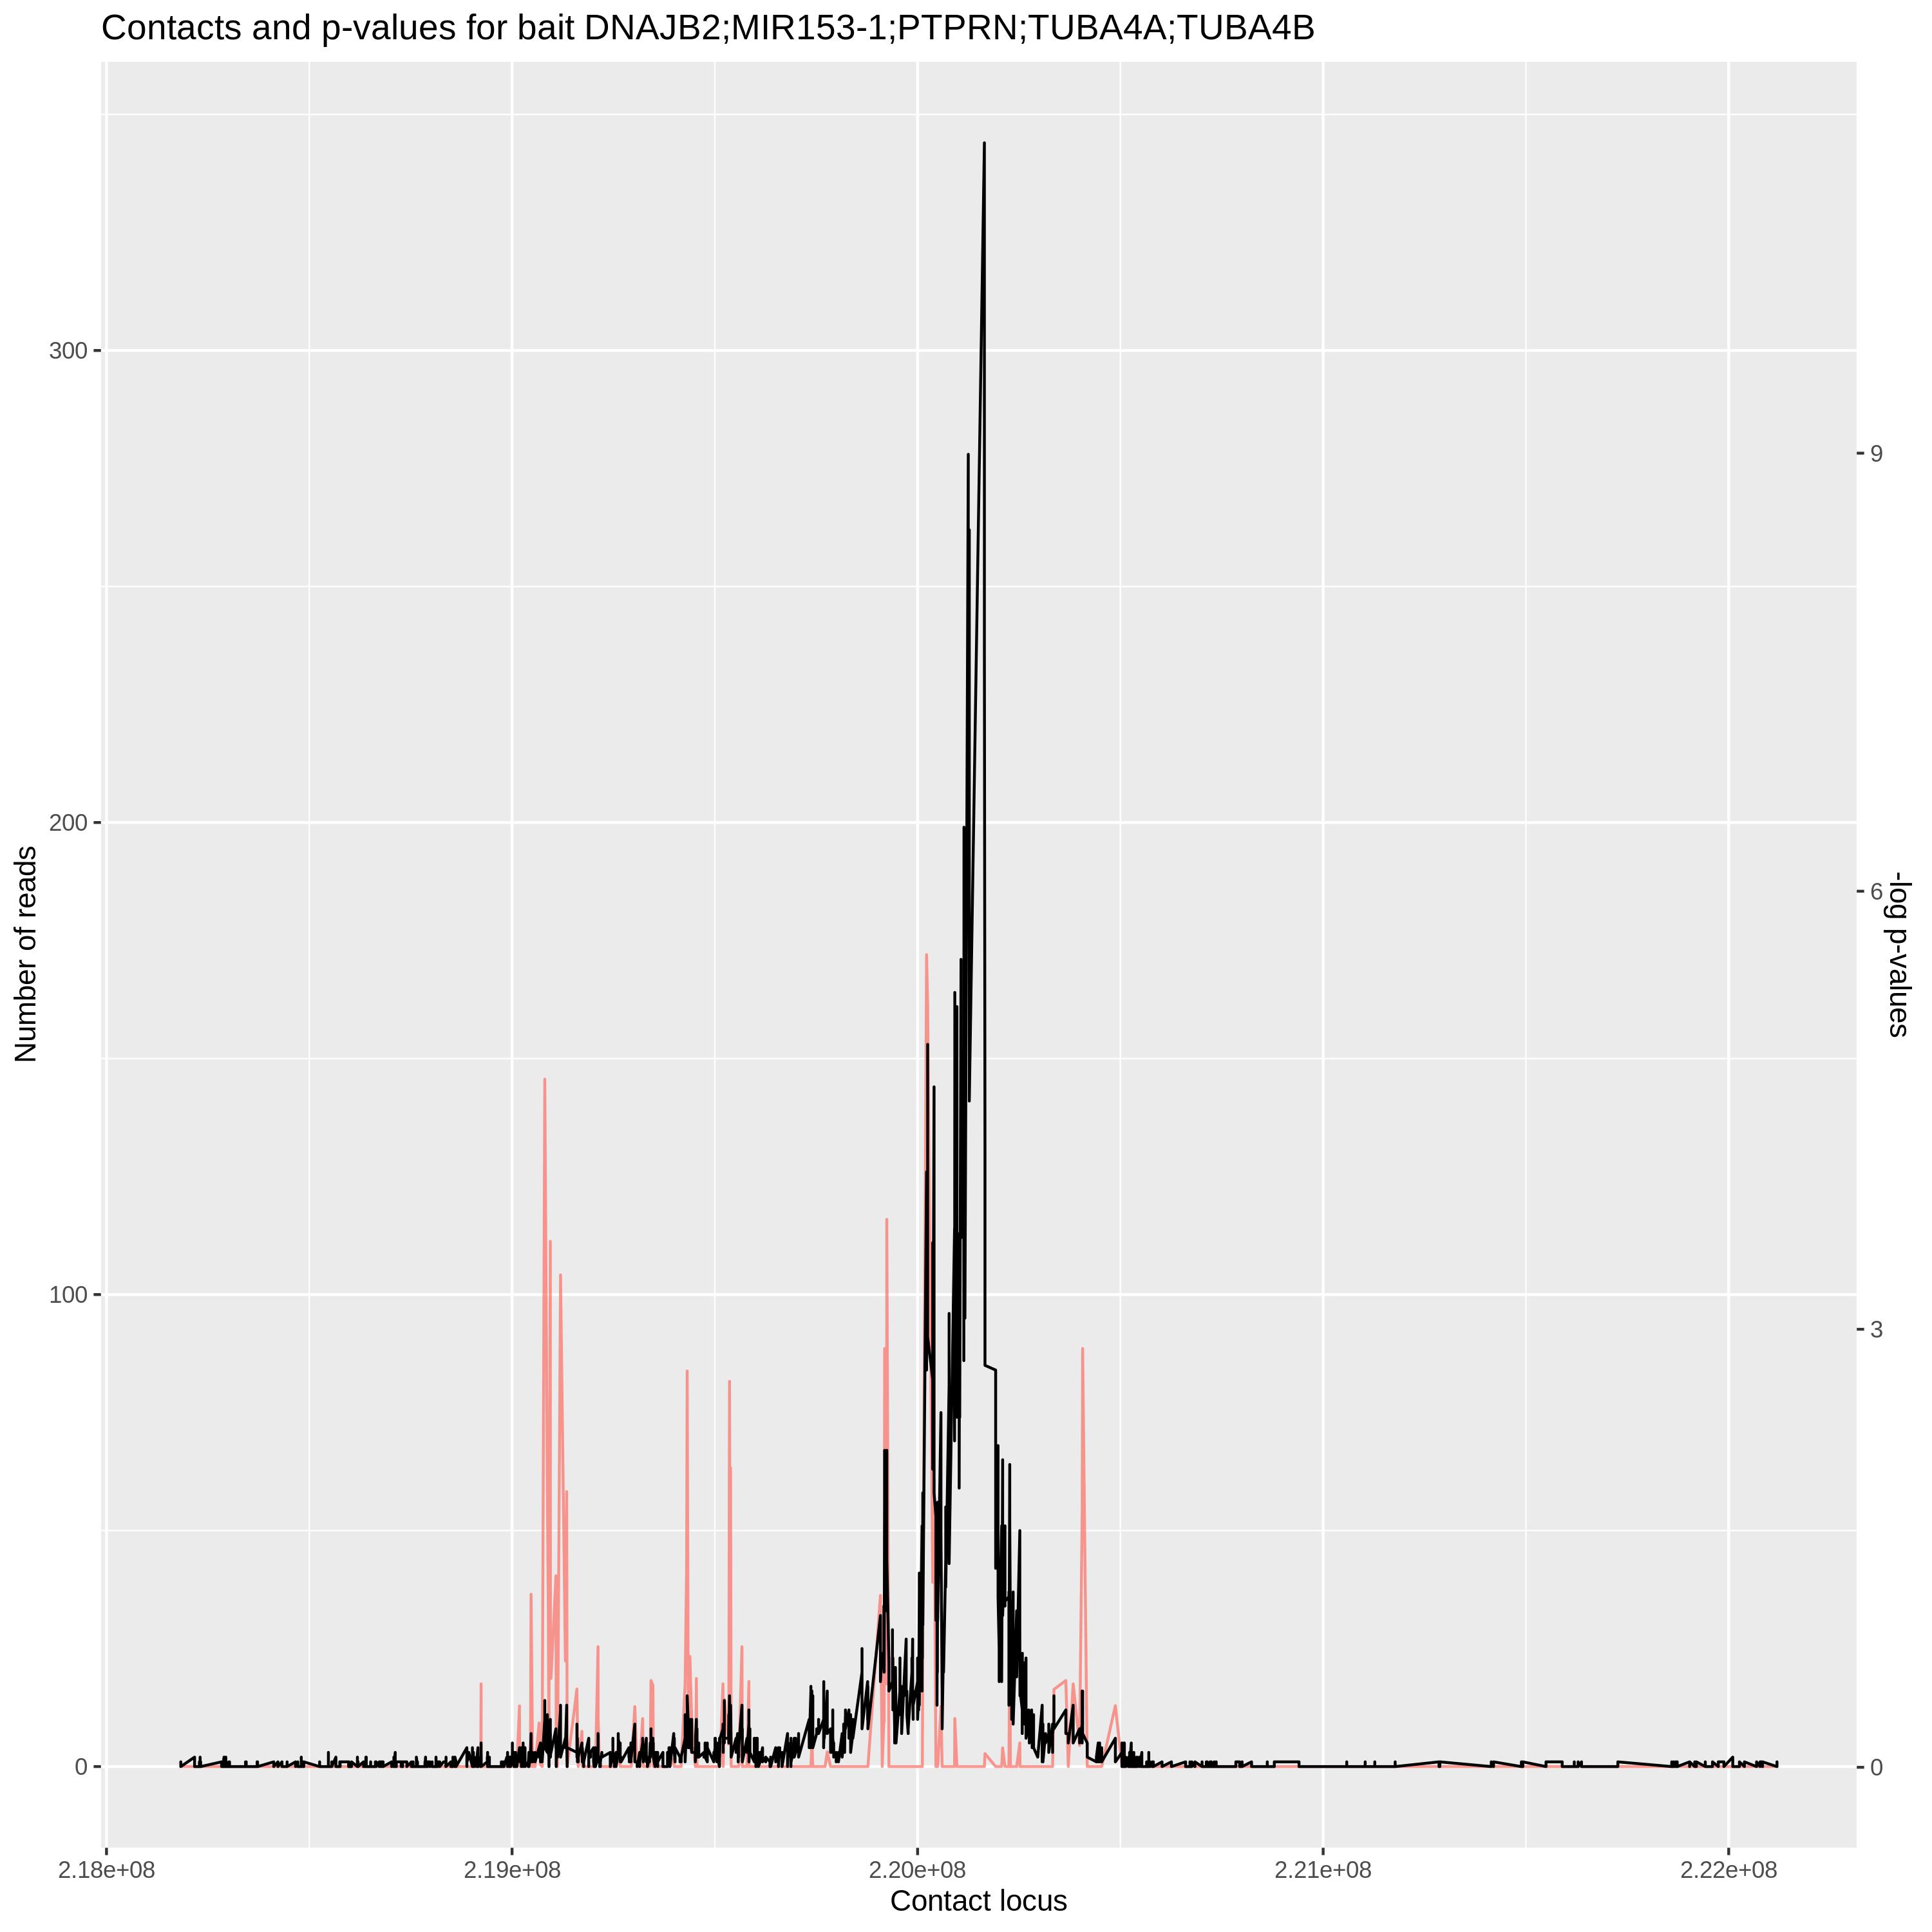 Contacts and p-values for bait DNAJB2;MIR153-1;PTPRN;TUBA4A;TUBA4B
300
200
100
0
Number of reads
9
6
3
0
-log p-values
2.18e+08
2.19e+08
2.20e+08
2.21e+08
2.22e+08
Contact locus